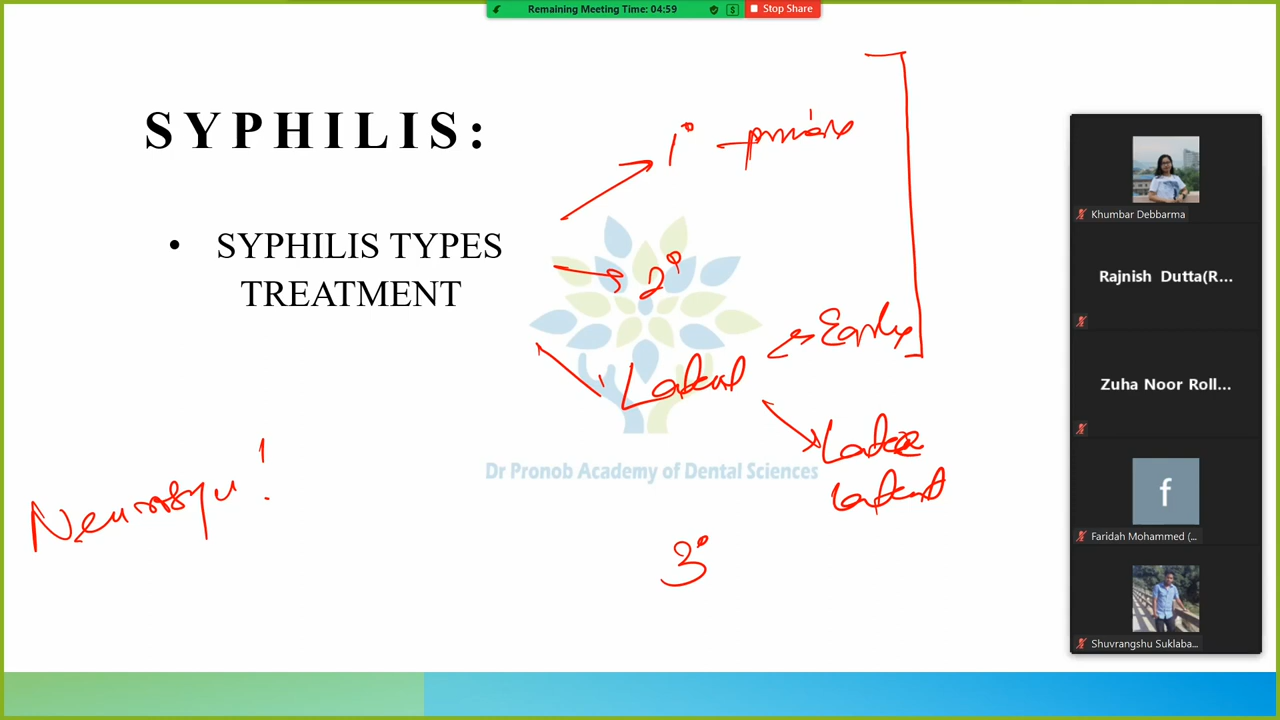 Remaining Meeting Time: 04:59
Stop Share
SYPHILIS:
• SYPHILIS TYPES
TREATMENT
1° - primary
2°
Latent
Early
Late
latent
3°
Neurosy
Dr Pronob Academy of Dental Sciences
Khumbar Debbarma
Rajnish Dutta(R...
Zuha Noor Roll...
f
Faridah Mohammed (...
Shuvrangshu Suklaba...